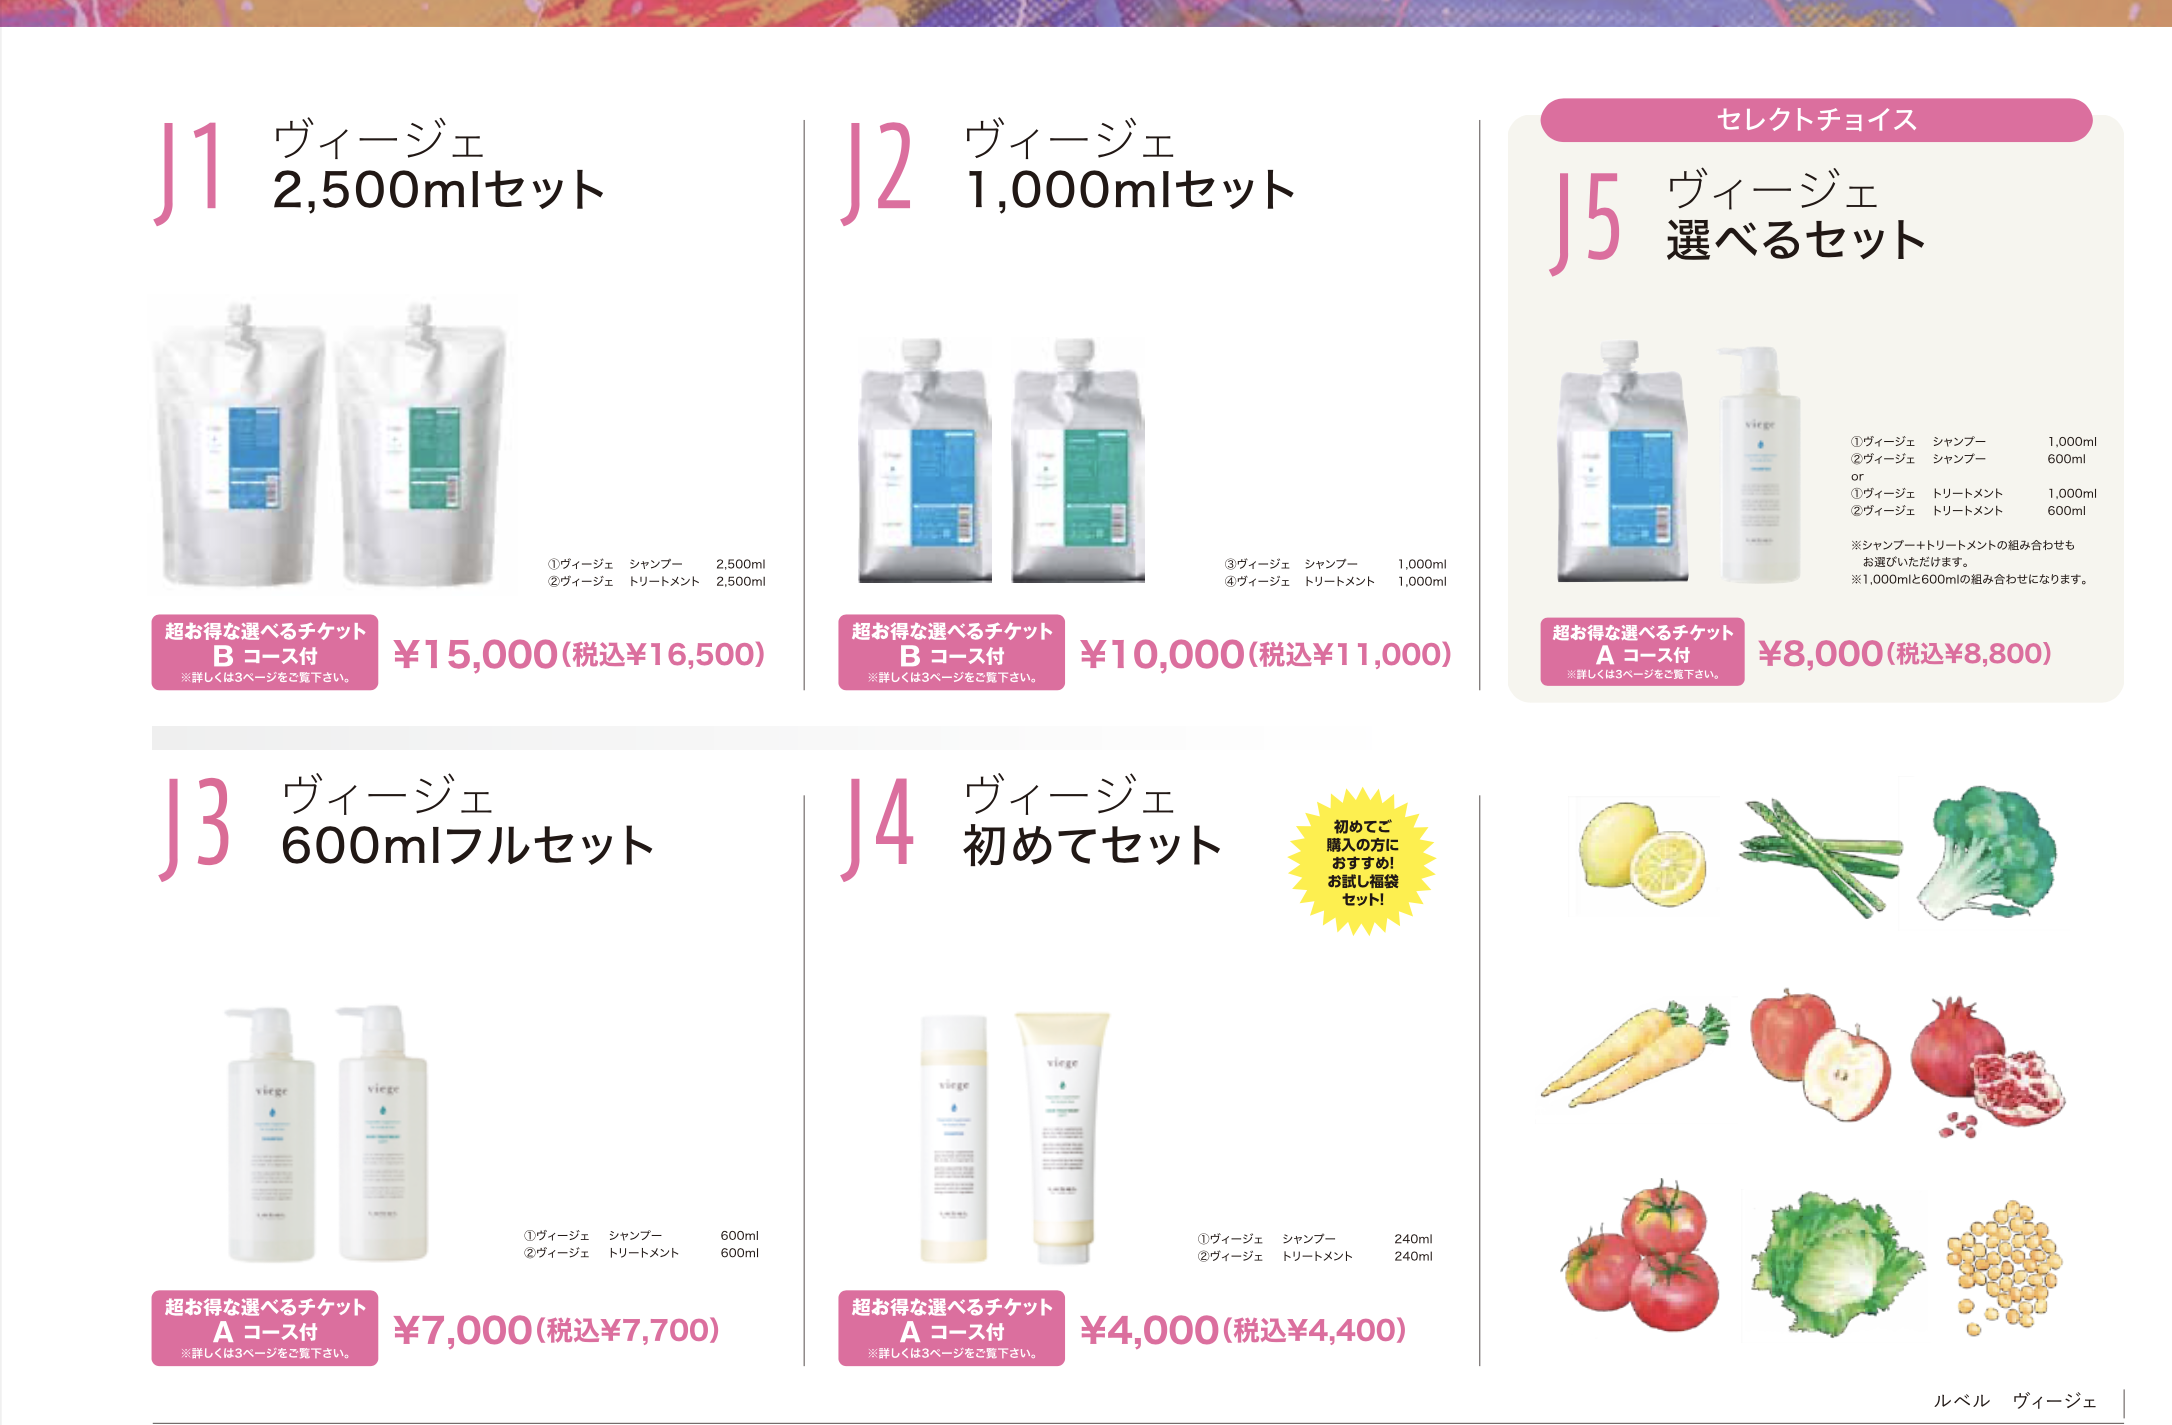 J1
ヴィージェ
2,500mlセット
①ヴィージェ シャンプー 2,500ml
②ヴィージェ トリートメント 2,500ml
超お得な選べるチケット
B コース付
※詳しくは3ページをご覧下さい。
¥15,000(税込¥16,500)
J2
ヴィージェ
1,000mlセット
③ヴィージェ シャンプー 1,000ml
④ヴィージェ トリートメント 1,000ml
超お得な選べるチケット
B コース付
※詳しくは3ページをご覧下さい。
¥10,000(税込¥11,000)
セレクトチョイス
J5
ヴィージェ
選べるセット
viege
①ヴィージェ シャンプー 1,000ml
②ヴィージェ シャンプー 600ml
or
①ヴィージェ トリートメント 1,000ml
②ヴィージェ トリートメント 600ml
※シャンプー+トリートメントの組み合わせも
お選びいただけます。
※1,000mlと600mlの組み合わせになります。
超お得な選べるチケット
A コース付
※詳しくは3ページをご覧下さい。
¥8,000(税込¥8,800)
J3
ヴィージェ
600mlフルセット
viege
viege
①ヴィージェ シャンプー 600ml
②ヴィージェ トリートメント 600ml
超お得な選べるチケット
A コース付
※詳しくは3ページをご覧下さい。
¥7,000(税込¥7,700)
J4
ヴィージェ
初めてセット
初めてご
購入の方に
おすすめ!
お試し福袋
セット!
viege
viege
①ヴィージェ シャンプー 240ml
②ヴィージェ トリートメント 240ml
超お得な選べるチケット
A コース付
※詳しくは3ページをご覧下さい。
¥4,000(税込¥4,400)
ルベル ヴィージェ